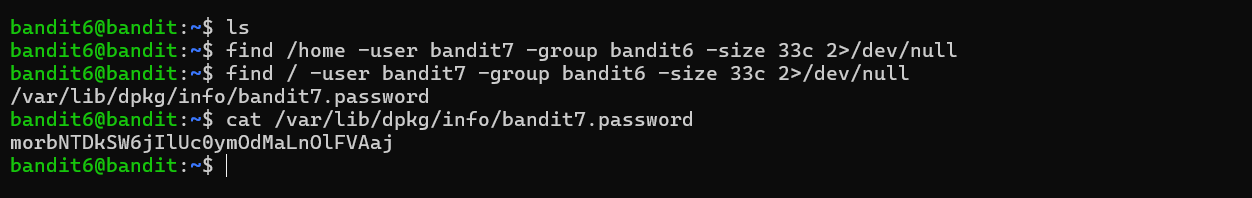 bandit6@bandit:~$ ls
bandit6@bandit:~$ find /home -user bandit7 -group bandit6 -size 33c 2>/dev/null
bandit6@bandit:~$ find / -user bandit7 -group bandit6 -size 33c 2>/dev/null
/var/lib/dpkg/info/bandit7.password
bandit6@bandit:~$ cat /var/lib/dpkg/info/bandit7.password
morbNTDkSW6jIlUc0ymOdMaLnOlFVAaj
bandit6@bandit:~$